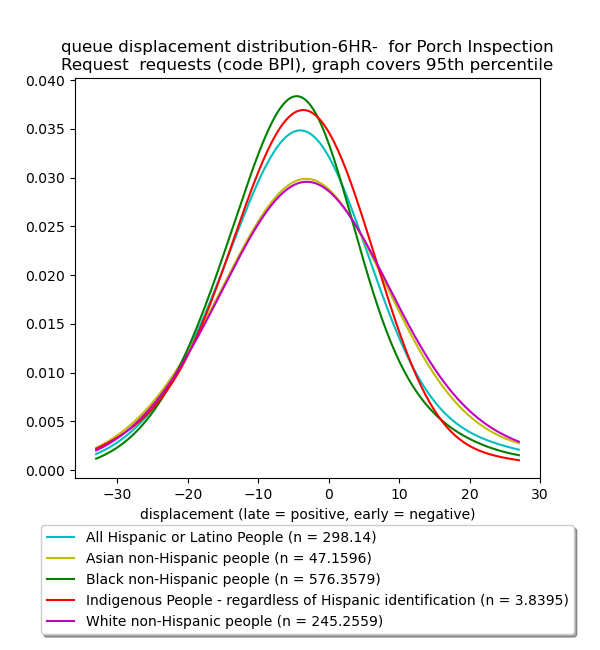 queue displacement distribution-6HR-  for Porch Inspection
Request  requests (code BPI), graph covers 95th percentile
0.040
0.035
0.030
0.025
0.020
0.015
0.010
0.005
0.000
−30 −20 −10 0 10 20 30
displacement (late = positive, early = negative)
All Hispanic or Latino People (n = 298.14)
Asian non-Hispanic people (n = 47.1596)
Black non-Hispanic people (n = 576.3579)
Indigenous People - regardless of Hispanic identification (n = 3.8395)
White non-Hispanic people (n = 245.2559)